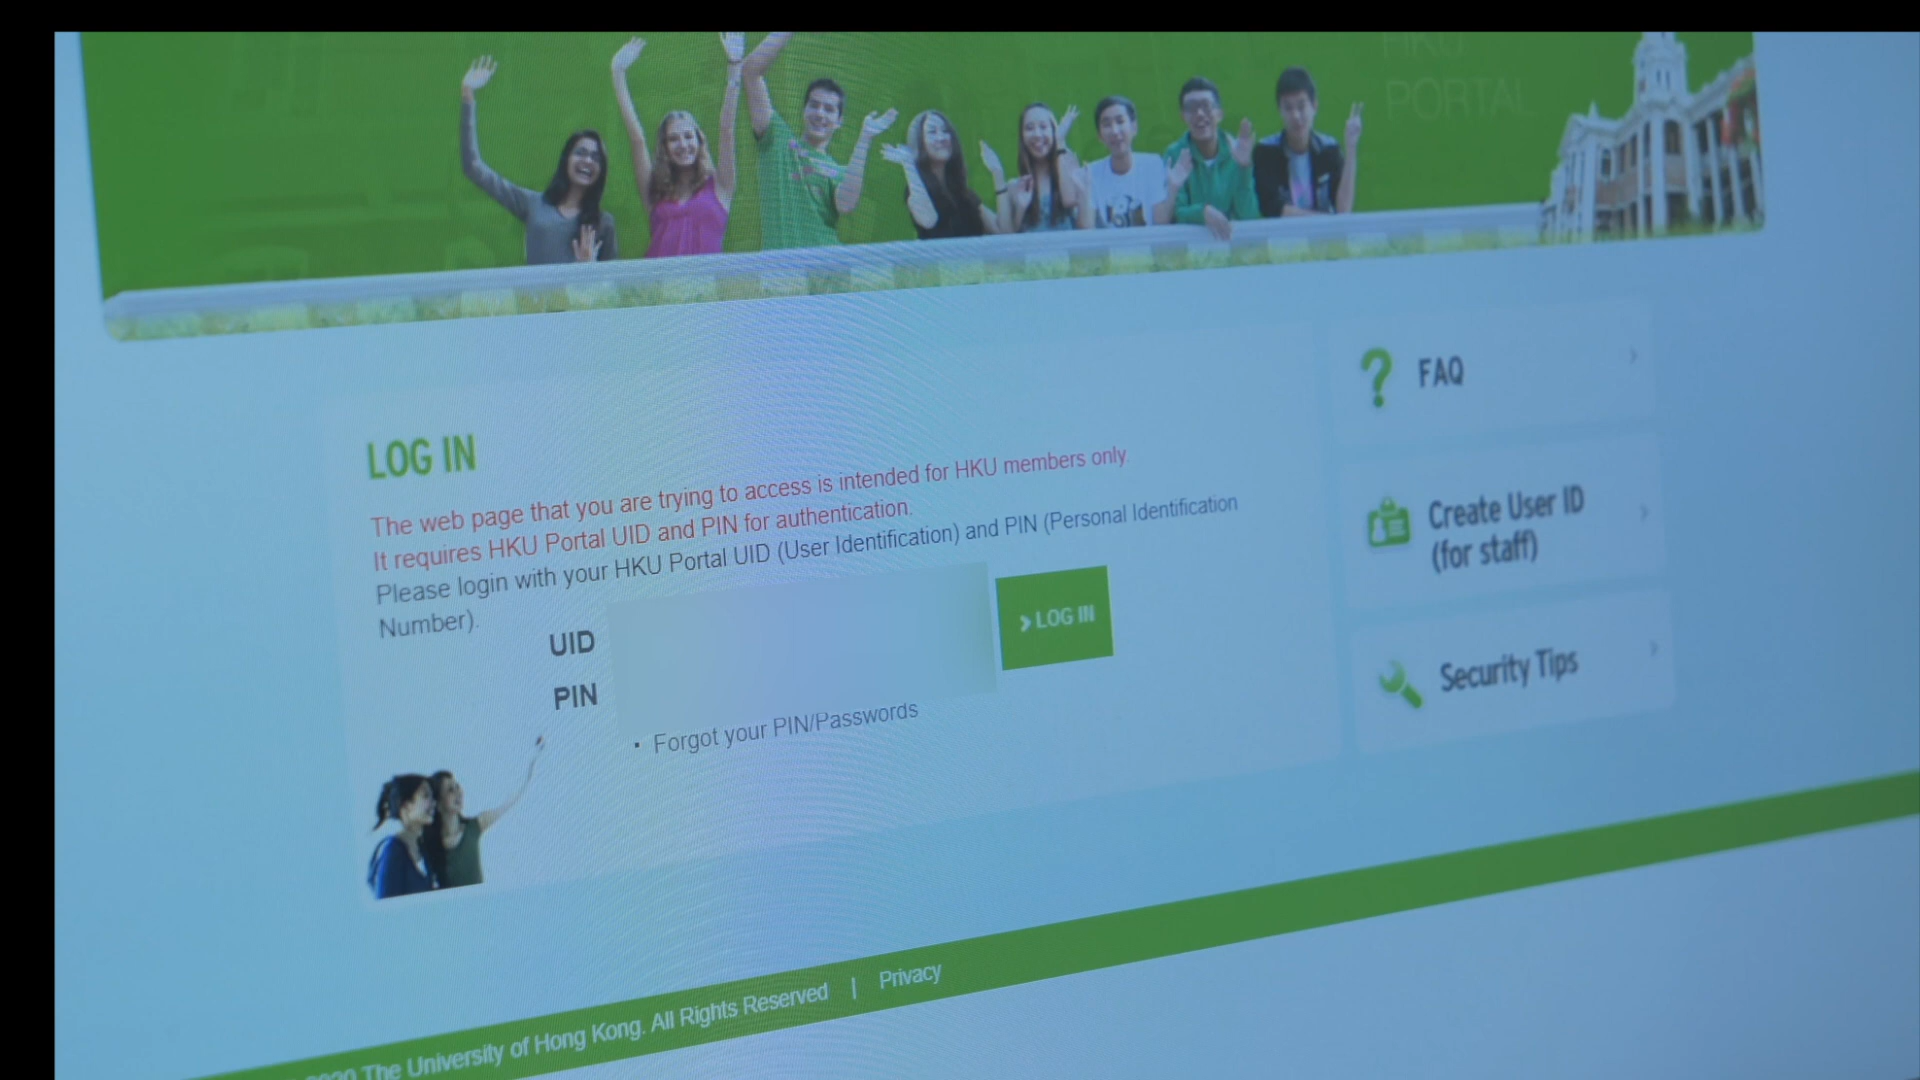 HKU
PORTAL
LOG IN
The web page that you are trying to access is intended for HKU members only.
It requires HKU Portal UID and PIN for authentication.
Please login with your HKU Portal UID (User Identification) and PIN (Personal Identification
Number).
UID
PIN
> LOG IN
• Forgot your PIN/Passwords
FAQ
Create User ID
(for staff)
Security Tips
2020 The University of Hong Kong. All Rights Reserved | Privacy